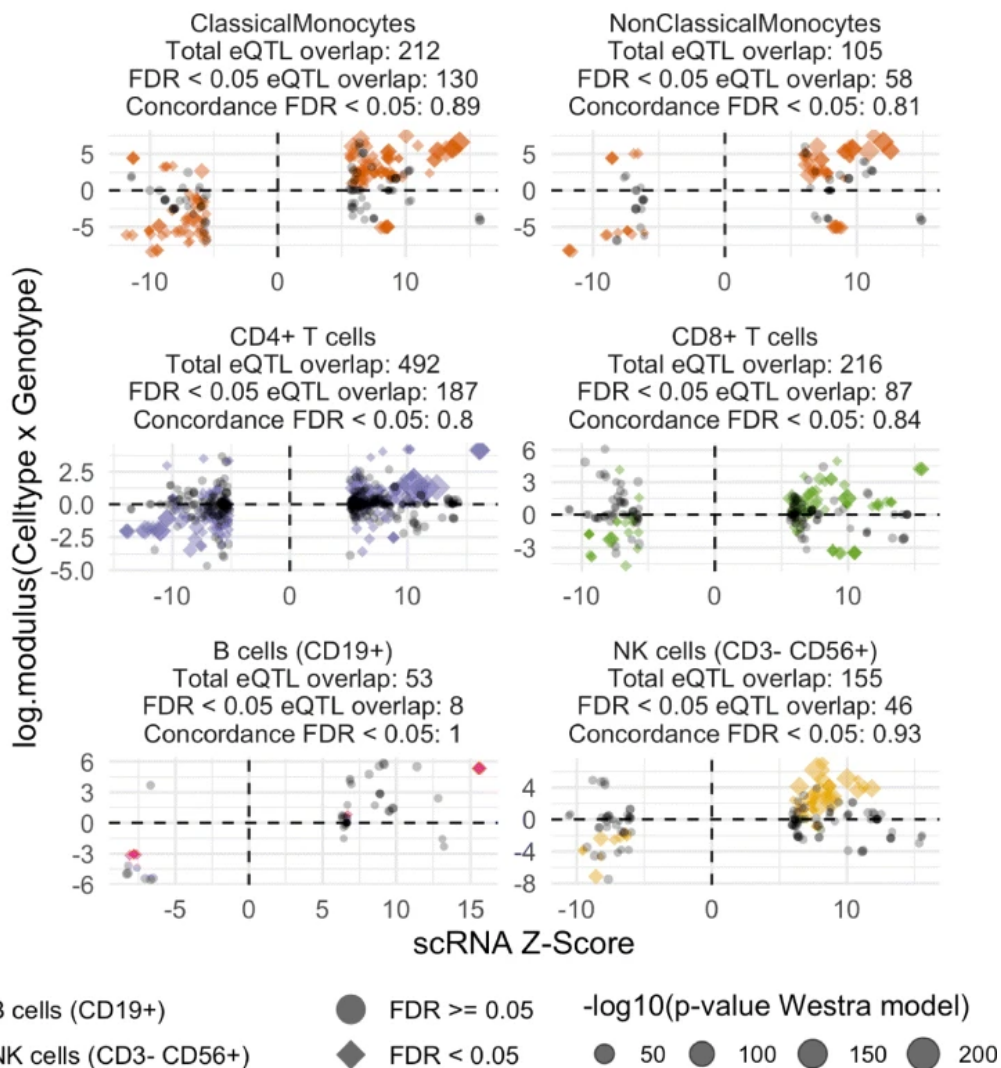 ClassicalMonocytes
Total eQTL overlap: 212
FDR < 0.05 eQTL overlap: 130
Concordance FDR < 0.05: 0.89
NonClassicalMonocytes
Total eQTL overlap: 105
FDR < 0.05 eQTL overlap: 58
Concordance FDR < 0.05: 0.81
5
0
-5
-10 0 10
5
0
-5
-10 0 10
log.modulus(Celltype x Genotype)
CD4+ T cells
Total eQTL overlap: 492
FDR < 0.05 eQTL overlap: 187
Concordance FDR < 0.05: 0.8
CD8+ T cells
Total eQTL overlap: 216
FDR < 0.05 eQTL overlap: 87
Concordance FDR < 0.05: 0.84
2.5
0.0
-2.5
-5.0
-10 0 10
6
3
0
-3
-10 0 10
B cells (CD19+)
Total eQTL overlap: 53
FDR < 0.05 eQTL overlap: 8
Concordance FDR < 0.05: 1
NK cells (CD3- CD56+)
Total eQTL overlap: 155
FDR < 0.05 eQTL overlap: 46
Concordance FDR < 0.05: 0.93
6
3
0
-3
-6
-5 0 5 10 15
4
0
-4
-8
-10 0 10
scRNA Z-Score
cells (CD19+)
FDR >= 0.05
-log10(p-value Westra model)
NK cells (CD3- CD56+)
FDR < 0.05
50 100 150 200